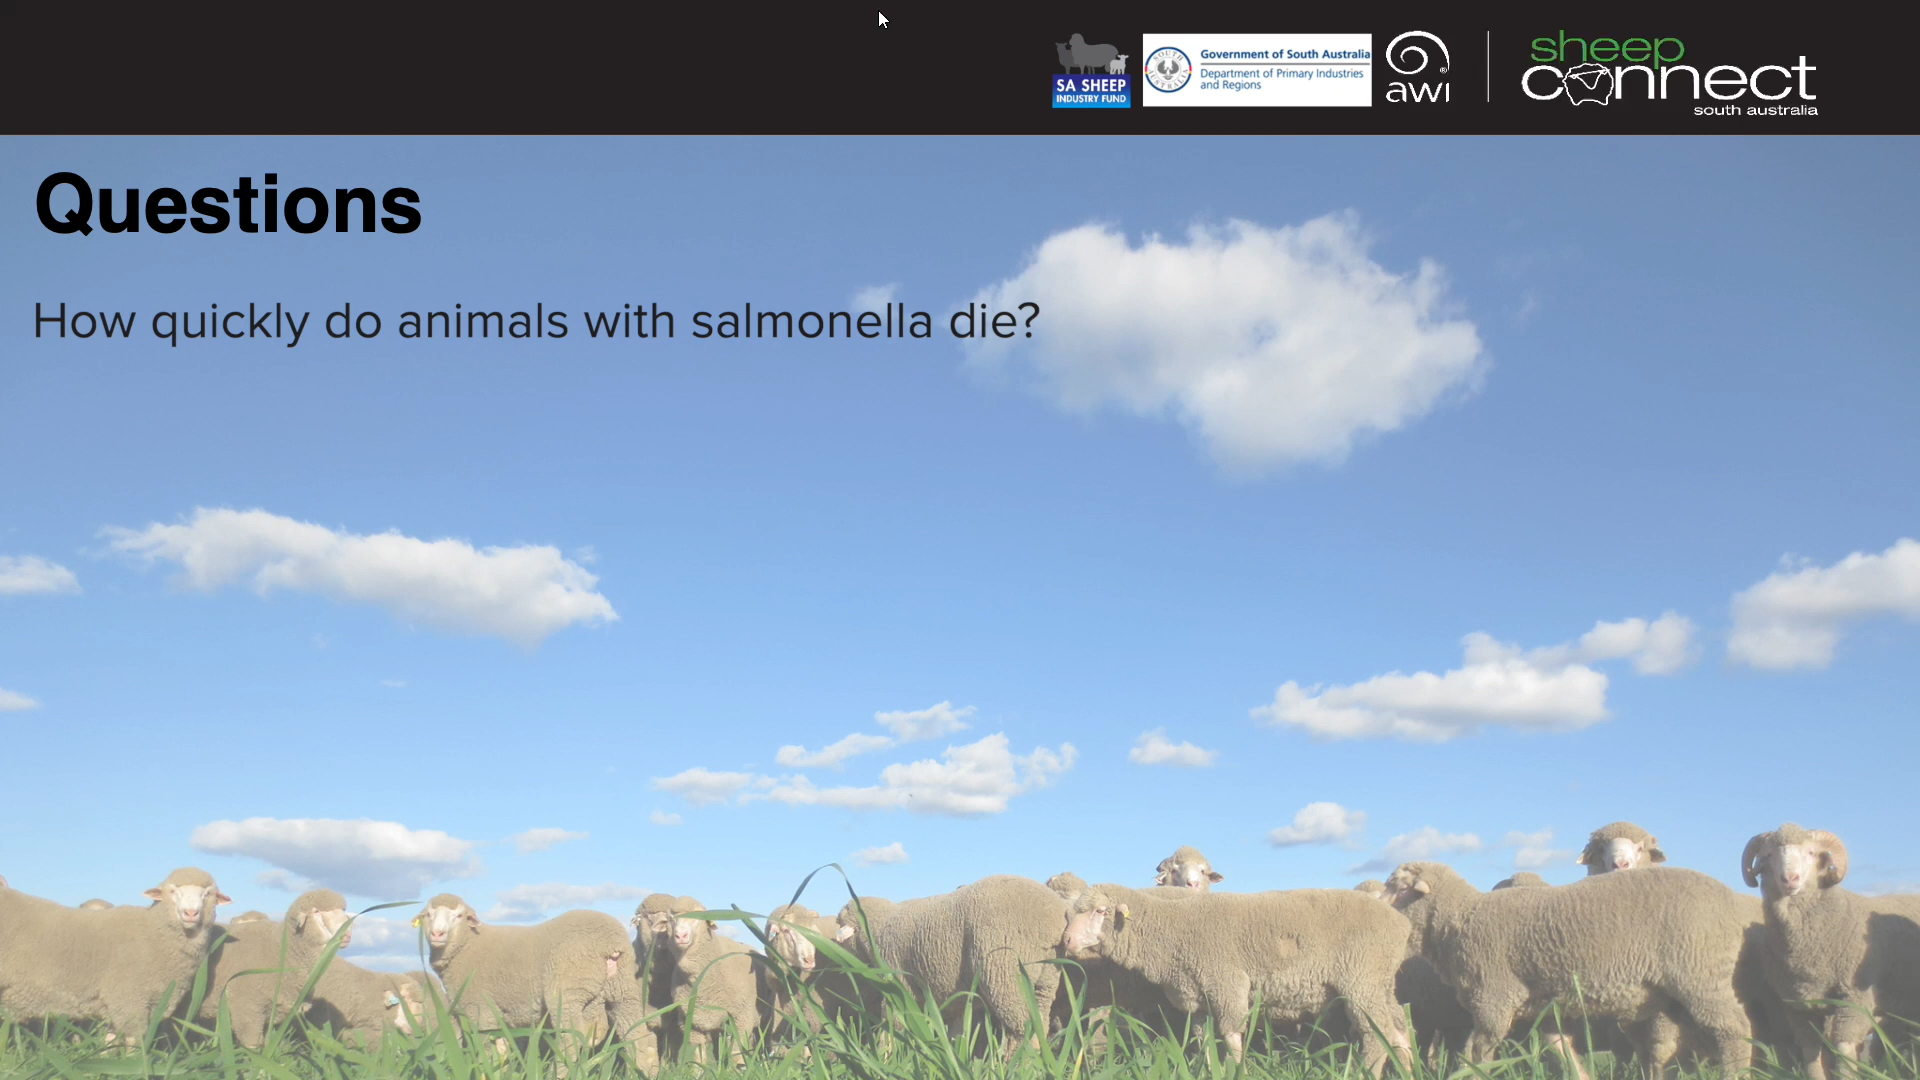 SA SHEEP
INDUSTRY FUND
Government of South Australia
Department of Primary Industries
and Regions
awi
sheep
connect
south australia
Questions
How quickly do animals with salmonella die?